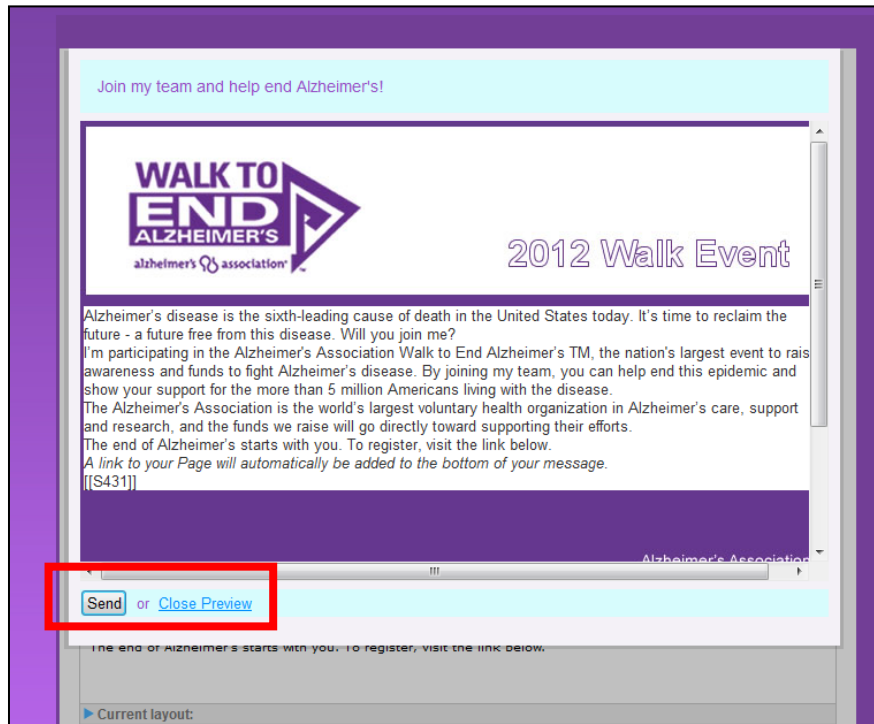 Join my team and help end Alzheimer's!
WALK TO
END
ALZHEIMER'S
alzheimer's association®
2012 Walk Event
Alzheimer's disease is the sixth-leading cause of death in the United States today. It's time to reclaim the
future - a future free from this disease. Will you join me?
I'm participating in the Alzheimer's Association Walk to End Alzheimer's TM, the nation's largest event to rais
awareness and funds to fight Alzheimer's disease. By joining my team, you can help end this epidemic and
show your support for the more than 5 million Americans living with the disease.
The Alzheimer's Association is the world's largest voluntary health organization in Alzheimer's care, support
and research, and the funds we raise will go directly toward supporting their efforts.
The end of Alzheimer's starts with you. To register, visit the link below.
A link to your Page will automatically be added to the bottom of your message.
[[S431]]
Alzheimer's Association
Send or Close Preview
The end of Alzheimer's starts with you. To register, visit the link below.
Current layout: